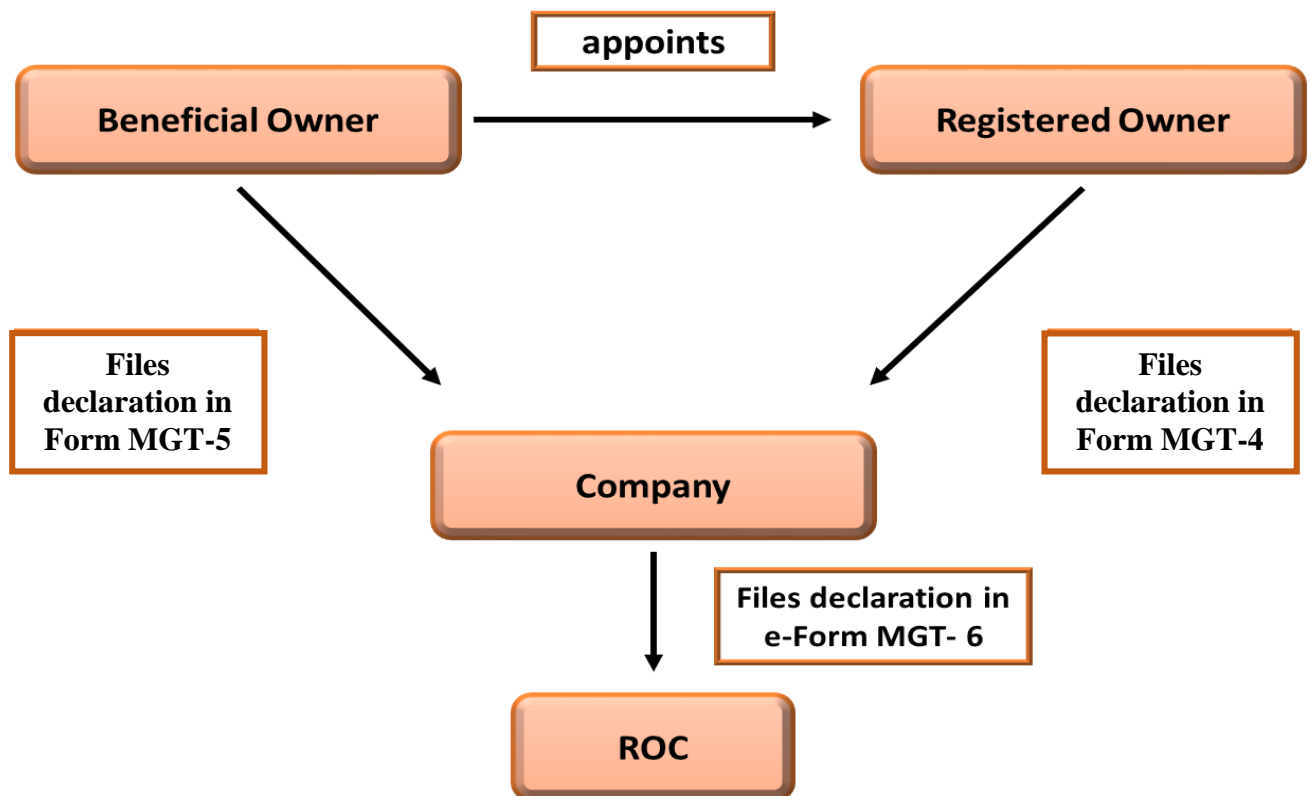 appoints
Beneficial Owner
Registered Owner
Files
declaration in
Form MGT-5
Files
declaration in
Form MGT-4
Company
Files declaration in
e-Form MGT- 6
ROC